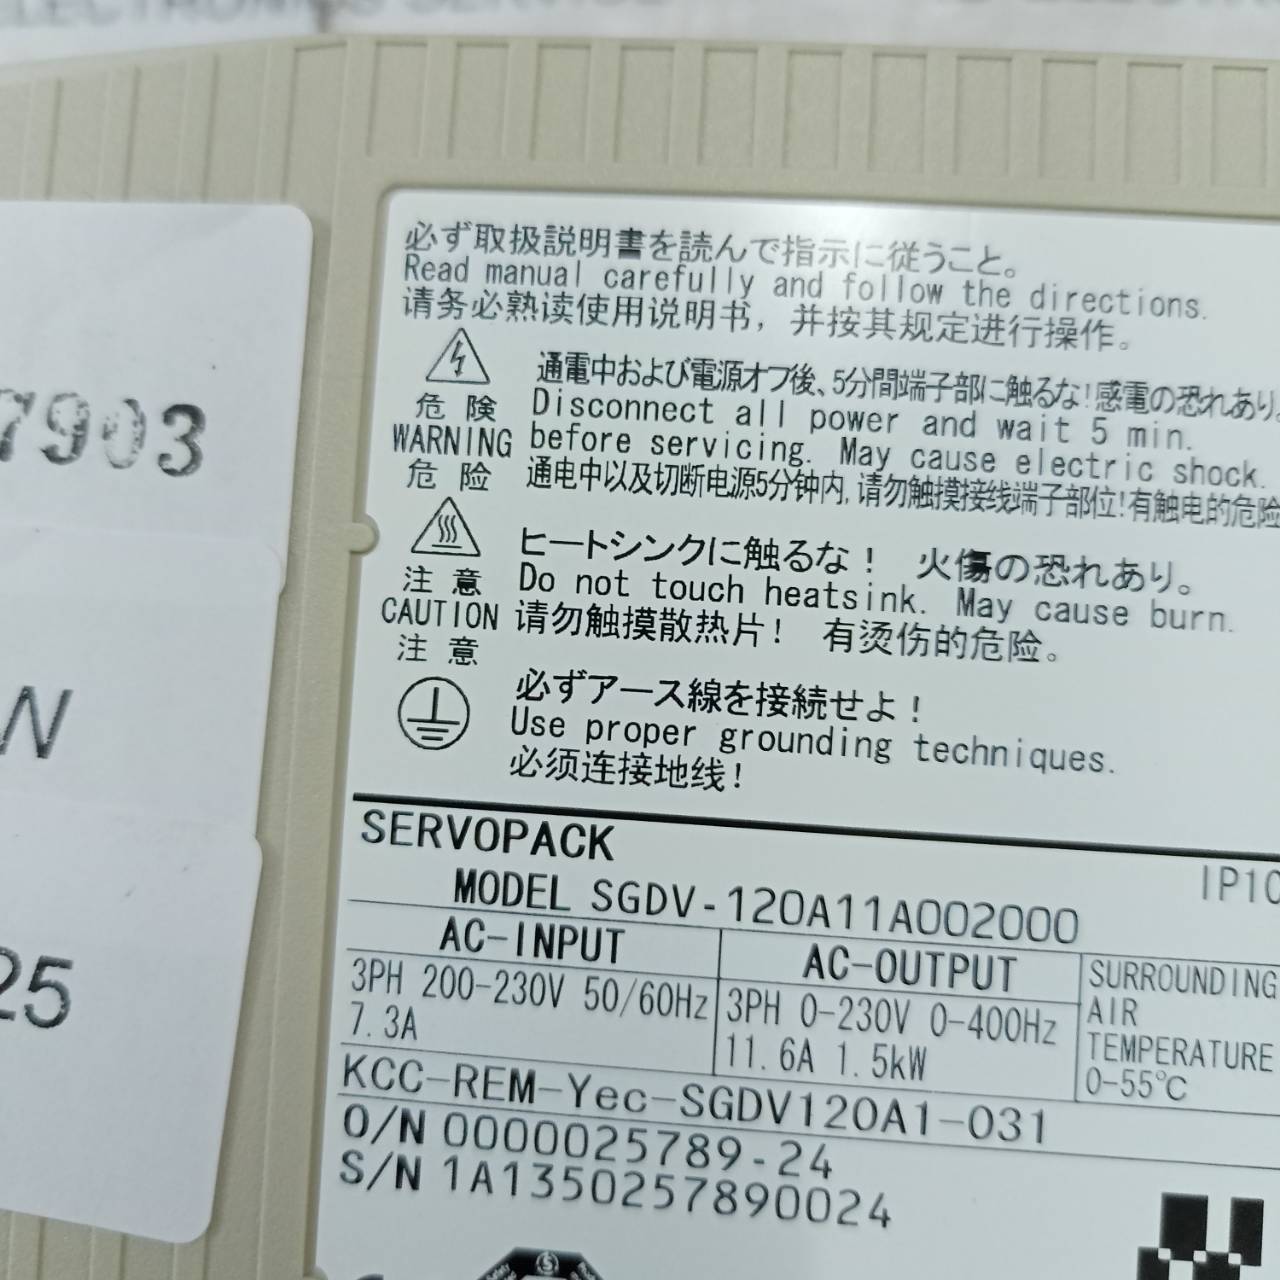 ELECTRONICS SERVICE
必ず取扱説明書を読んで指示に従うこと。
Read manual carefully and follow the directions.
请务必熟读使用说明书，并按其规定进行操作。
危 険
WARNING
危 险
通電中および電源オフ後、5分間端子部に触るな!感電の恐れあり。
Disconnect all power and wait 5 min.
before servicing. May cause electric shock.
通电中以及切断电源5分钟内,请勿触摸接线端子部位!有触电的危险
注 意
CAUTION
注 意
ヒートシンクに触るな! 火傷の恐れあり。
Do not touch heatsink. May cause burn.
请勿触摸散热片! 有烫伤的危险。
必ずアース線を接続せよ!
Use proper grounding techniques.
必须连接地线!
SERVOPACK
IP10
MODEL SGDV-120A11A002000
AC-INPUT
3PH 200-230V 50/60Hz
7.3A
AC-OUTPUT
3PH 0-230V 0-400Hz
11.6A 1.5kW
SURROUNDING
AIR
TEMPERATURE
0-55℃
KCC-REM-Yec-SGDV120A1-031
O/N 0000025789-24
S/N 1A1350257890024
7903
N
25